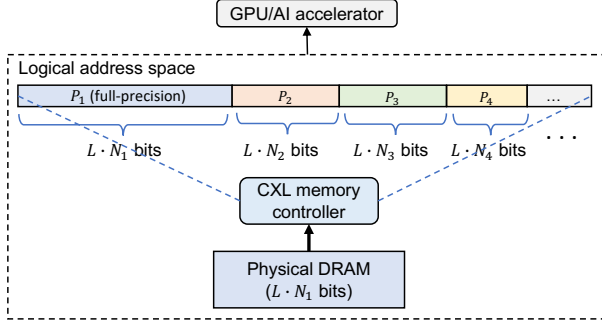 GPU/AI accelerator
Logical address space
P₁ (full-precision) P₂ P₃ P₄ ...
L · N₁ bits L · N₂ bits L · N₃ bits L · N₄ bits ...
CXL memory
controller
Physical DRAM
(L · N₁ bits)